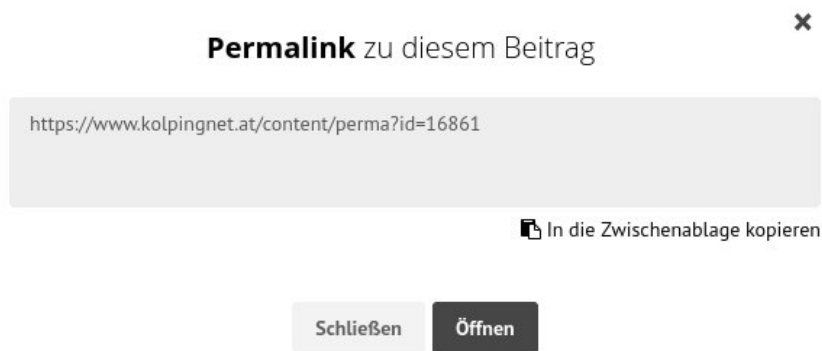 Permalink zu diesem Beitrag
https://www.kolpingnet.at/content/perma?id=16861
In die Zwischenablage kopieren
Schließen Öffnen